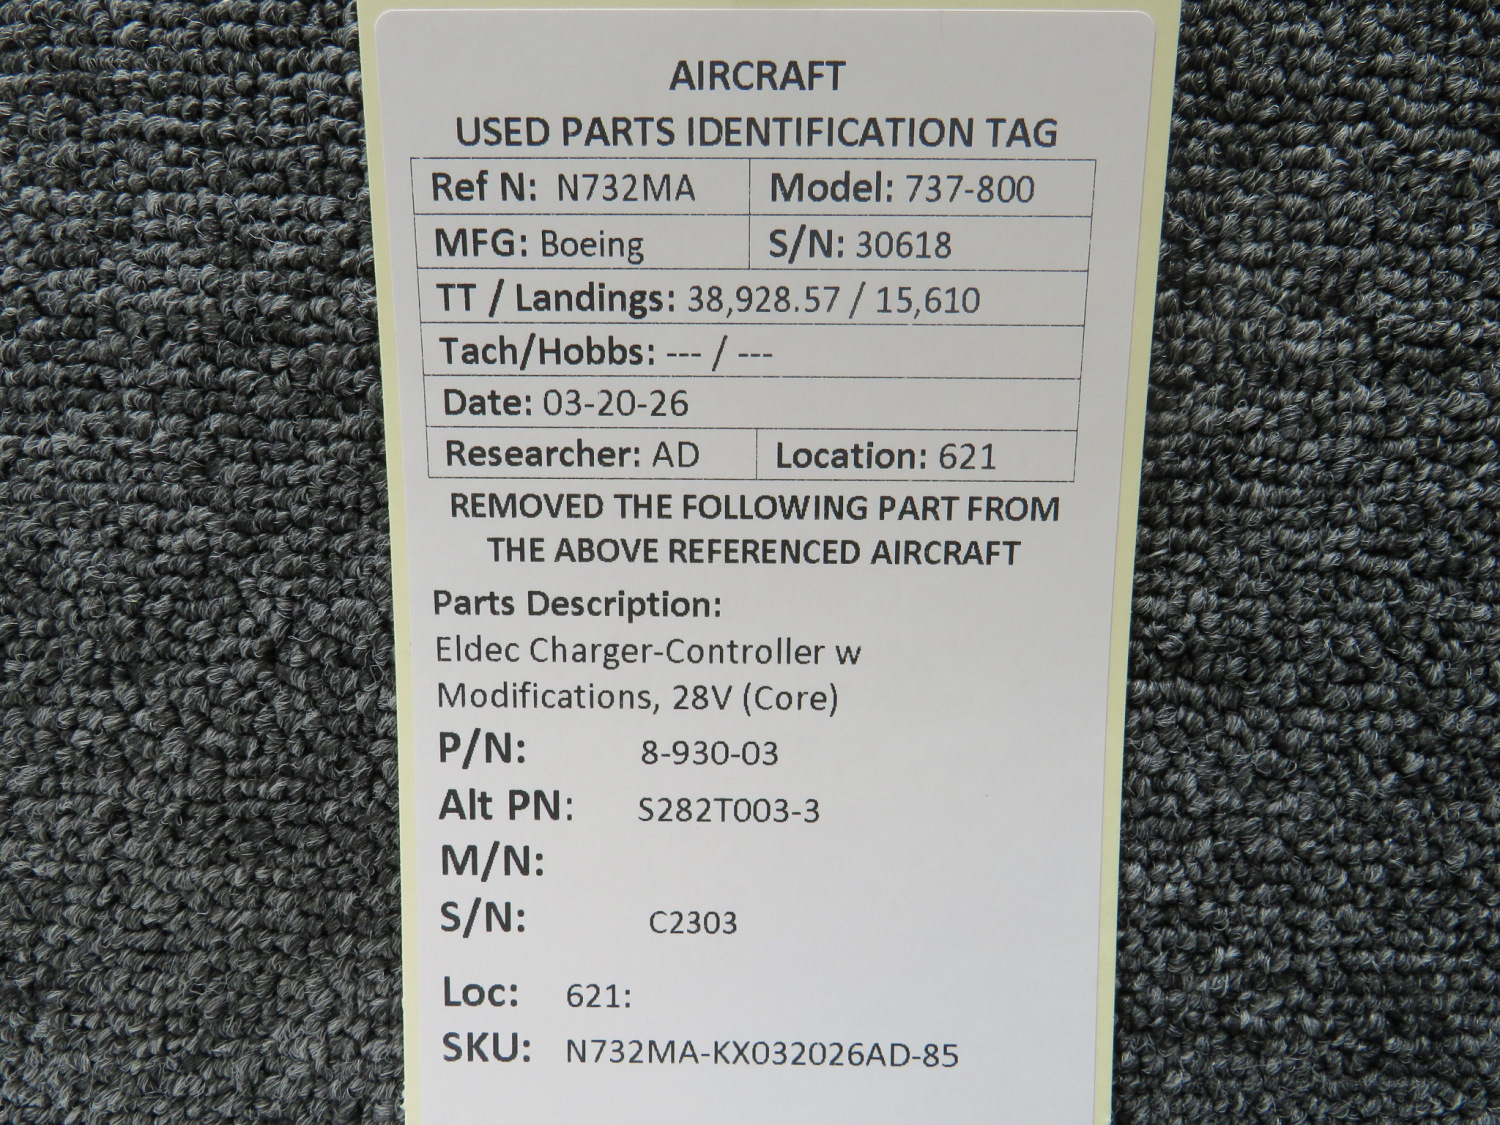 AIRCRAFT
USED PARTS IDENTIFICATION TAG
Ref N: N732MA Model: 737-800
MFG: Boeing S/N: 30618
TT / Landings: 38,928.57 / 15,610
Tach/Hobbs: --- / ---
Date: 03-20-26
Researcher: AD Location: 621
REMOVED THE FOLLOWING PART FROM
THE ABOVE REFERENCED AIRCRAFT
Parts Description:
Eldec Charger-Controller w
Modifications, 28V (Core)
P/N: 8-930-03
Alt PN: S282T003-3
M/N:
S/N: C2303
Loc: 621:
SKU: N732MA-KX032026AD-85